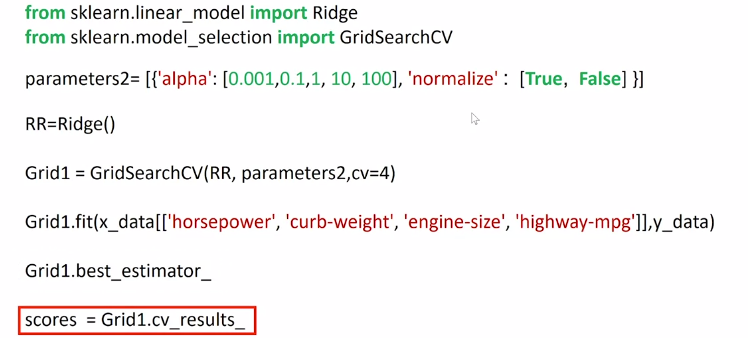 from sklearn.linear_model import Ridge
from sklearn.model_selection import GridSearchCV
parameters2= [{'alpha': [0.001,0.1,1, 10, 100], 'normalize' : [True, False] }]
RR=Ridge()
Grid1 = GridSearchCV(RR, parameters2,cv=4)
Grid1.fit(x_data[['horsepower', 'curb-weight', 'engine-size', 'highway-mpg']],y_data)
Grid1.best_estimator_
scores = Grid1.cv_results_